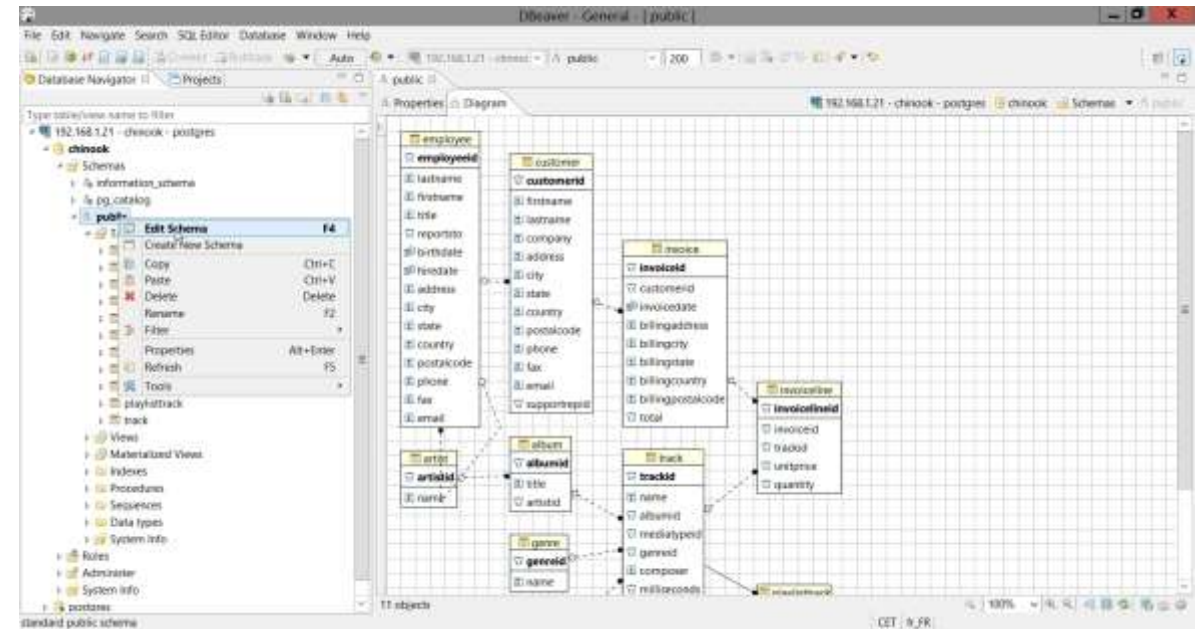 DBeaver - General - [ public ]
File Edit Navigate Search SQL Editor Database Window Help
Auto
public
200
Database Navigator
Projects
public
Properties
Diagram
192.168.1.21 - chinook - postgres
chinook
Schemas
Type table/view name to filter
192.168.1.21 - chinook - postgres
chinook
Schemas
information_schema
pg_catalog
Edit Schema F4
Create New Schema
Copy Ctrl+C
Paste Ctrl+V
Delete Delete
Rename F2
Filter
Properties Alt+Enter
Refresh F5
Tools
playlisttrack
track
Views
Materialized Views
Indexes
Procedures
Sequences
Data types
System Info
Roles
Administer
System Info
postgres
employee
employeeid
lastname
firstname
title
reportsto
birthdate
hiredate
address
city
state
country
postalcode
phone
fax
email
customer
customerid
firstname
lastname
company
address
city
state
country
postalcode
phone
fax
email
supportrepid
invoice
invoiceid
customerid
invoicedate
billingaddress
billingcity
billingstate
billingcountry
billingpostalcode
total
invoiceline
invoicelineid
invoiceid
trackid
unitprice
quantity
artist
artistid
name
album
albumid
title
artistid
track
trackid
name
albumid
mediatypeid
genreid
composer
milliseconds
genre
genreid
name
11 objects
100%
standard public schema
CET
fr_FR